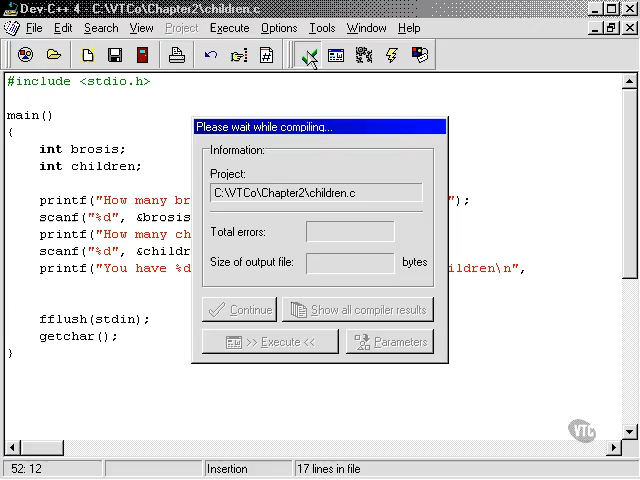 Dev-C++ 4 - C:\VTCo\Chapter2\children.c
File Edit Search View Project Execute Options Tools Window Help
#include <stdio.h>
main()
{
int brosis;
int children;
printf("How many br ");
scanf("%d", &brosis
printf("How many ch
scanf("%d", &childr
printf("You have %d ildren\n",
fflush(stdin);
getchar();
}
Please wait while compiling...
Information:
Project:
C:\VTCo\Chapter2\children.c
Total errors:
Size of output file: bytes
Continue Show all compiler results
>> Execute << Parameters
VTC
52: 12 Insertion 17 lines in file